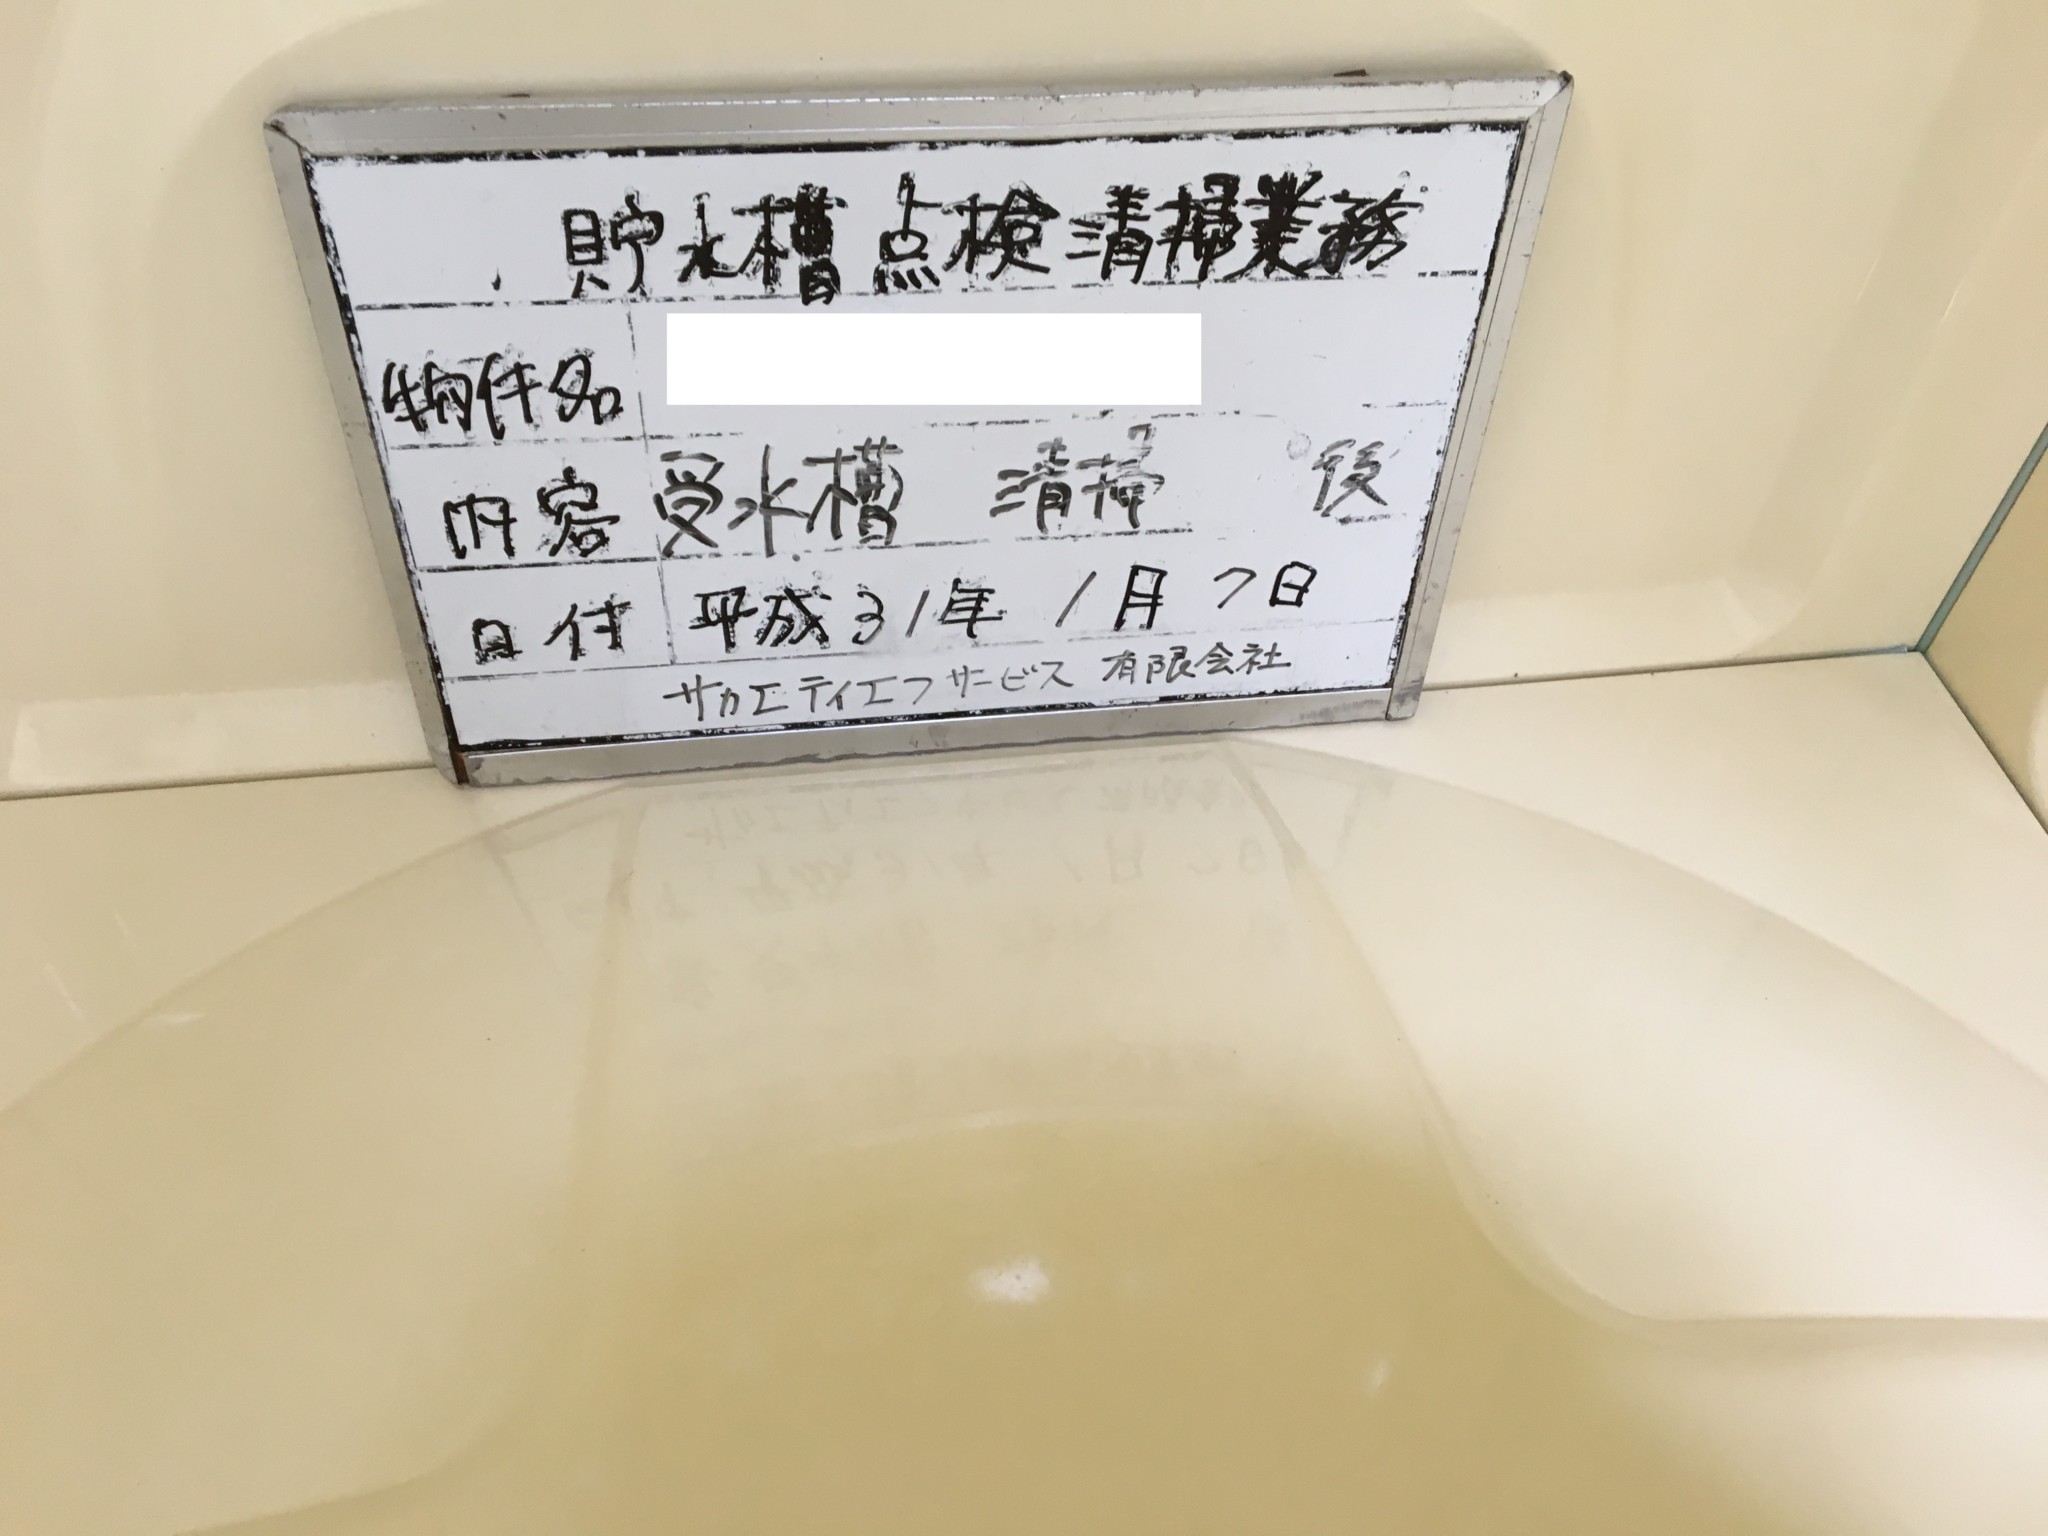 貯水槽点検清掃業務
物件名
内容 受水槽 清掃 後
日付 平成31年1月7日
サカエティエフサービス 有限会社